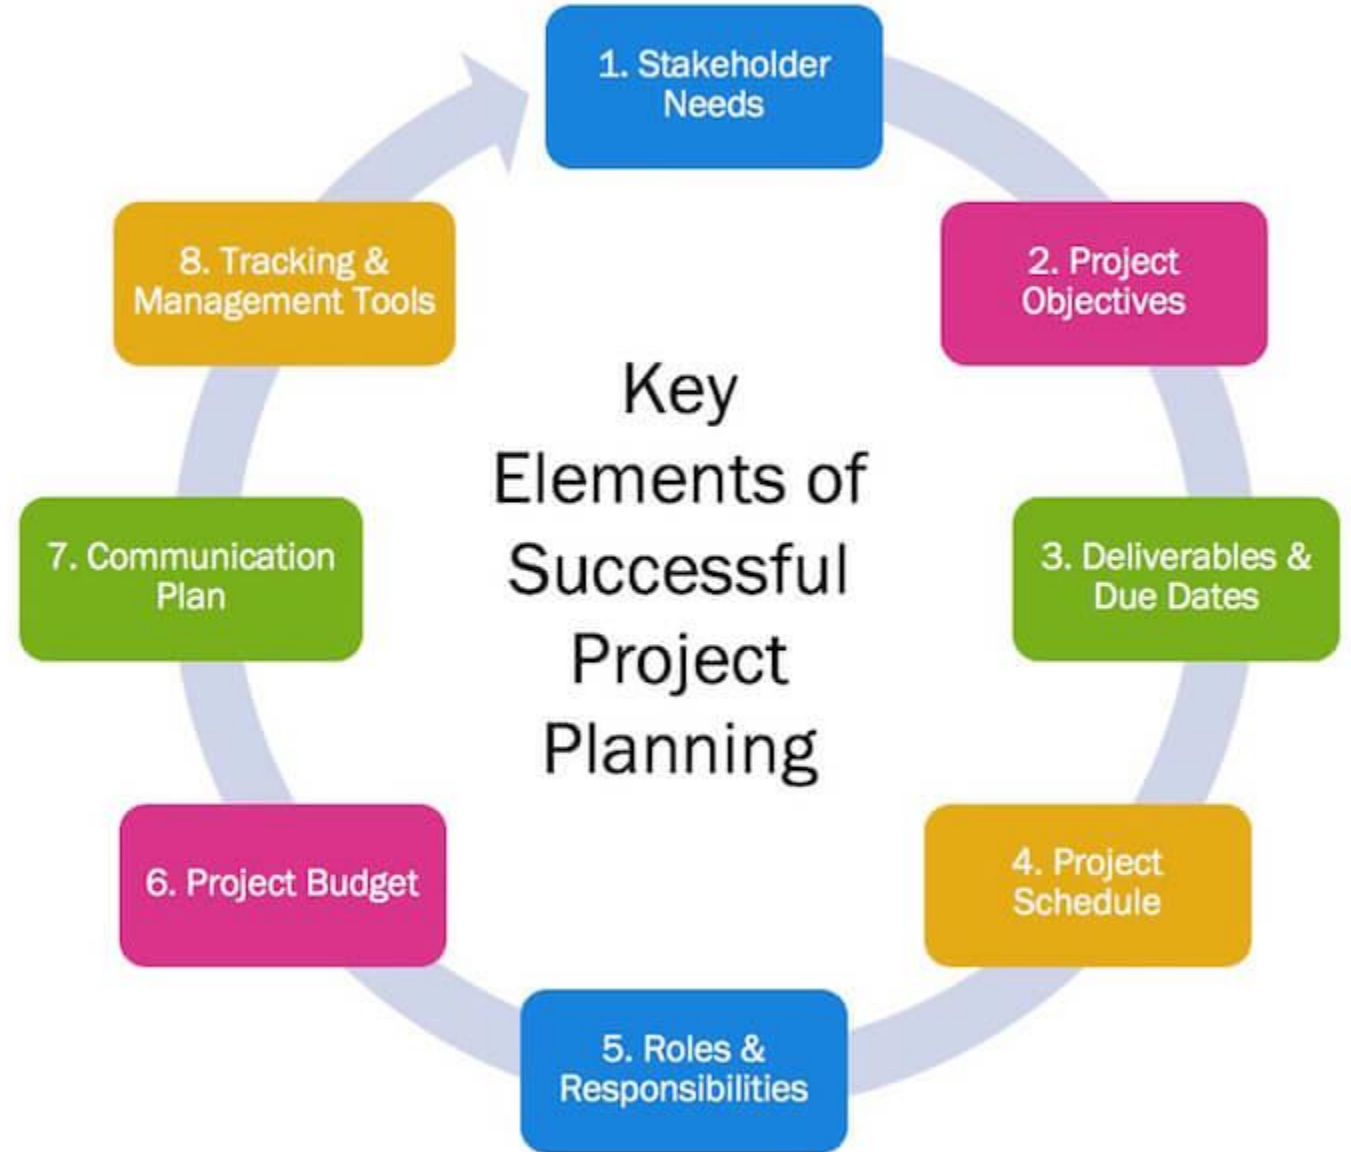 1. Stakeholder
Needs
2. Project
Objectives
3. Deliverables &
Due Dates
4. Project
Schedule
5. Roles &
Responsibilities
6. Project Budget
7. Communication
Plan
8. Tracking &
Management Tools
Key
Elements of
Successful
Project
Planning